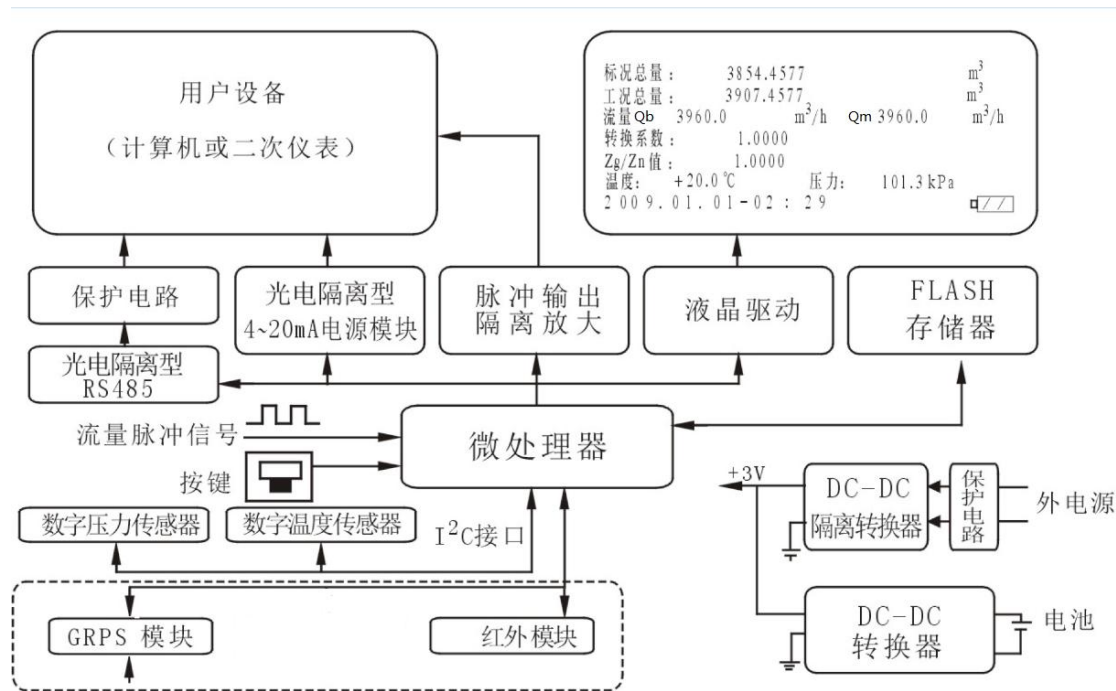 用户设备
（计算机或二次仪表）
标况总量： 3854.4577 m³
工况总量： 3907.4577 m³
流量Qb 3960.0 m³/h Qm 3960.0 m³/h
转换系数： 1.0000
Zg/Zn值： 1.0000
温度： +20.0℃ 压力： 101.3kPa
2009.01.01-02：29
保护电路
光电隔离型
4~20mA电源模块
脉冲输出
隔离放大
液晶驱动
FLASH
存储器
光电隔离型
RS485
流量脉冲信号
微处理器
按键
数字压力传感器
数字温度传感器
I²C接口
+3V
DC-DC
隔离转换器
保护电路
外电源
GRPS 模块
红外模块
DC-DC
转换器
电池